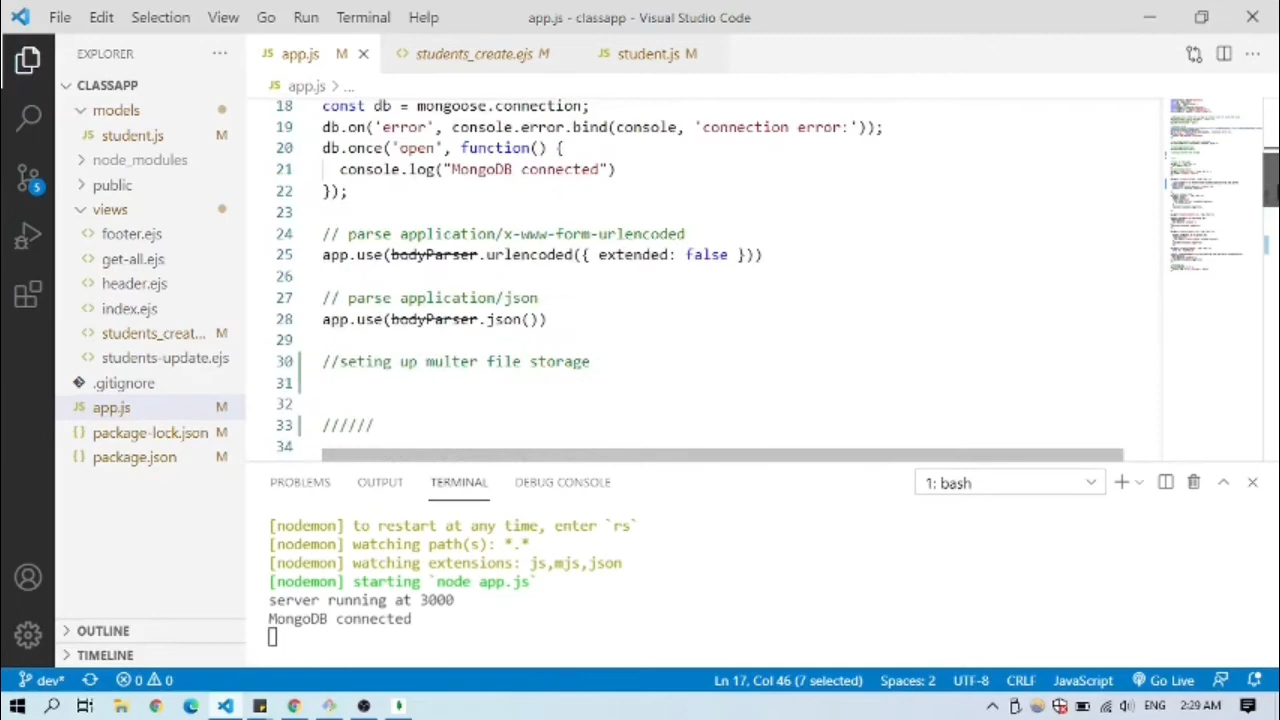 File Edit Selection View Go Run Terminal Help app.js - classapp - Visual Studio Code
EXPLORER ...
JS app.js M
<> students_create.ejs M
JS student.js M
CLASSAPP
JS app.js > ...
models
JS student.js M
node_modules
public
views
<> footer.ejs
<> get-all.ejs
<> header.ejs
<> index.ejs
<> students_creat... M
<> students-update.ejs
.gitignore
JS app.js M
{} package-lock.json M
{} package.json M
OUTLINE
TIMELINE
5
18 const db = mongoose.connection;
19 db.on('error', console.error.bind(console, 'connection error:'));
20 db.once('open', function() {
21 console.log("MongoDB connected")
22 });
23
24 parse application -www-form-urlencoded
25 app.use(bodyParser encoded({ extended: false }))
26
27 // parse application/json
28 app.use(bodyParser.json())
29
30 //seting up multer file storage
31
32
33 //////
34
PROBLEMS OUTPUT TERMINAL DEBUG CONSOLE 1: bash
[nodemon] to restart at any time, enter `rs`
[nodemon] watching path(s): *.*
[nodemon] watching extensions: js,mjs,json
[nodemon] starting `node app.js`
server running at 3000
MongoDB connected
dev* 0 0 Ln 17, Col 46 (7 selected) Spaces: 2 UTF-8 CRLF JavaScript Go Live
ENG 2:29 AM